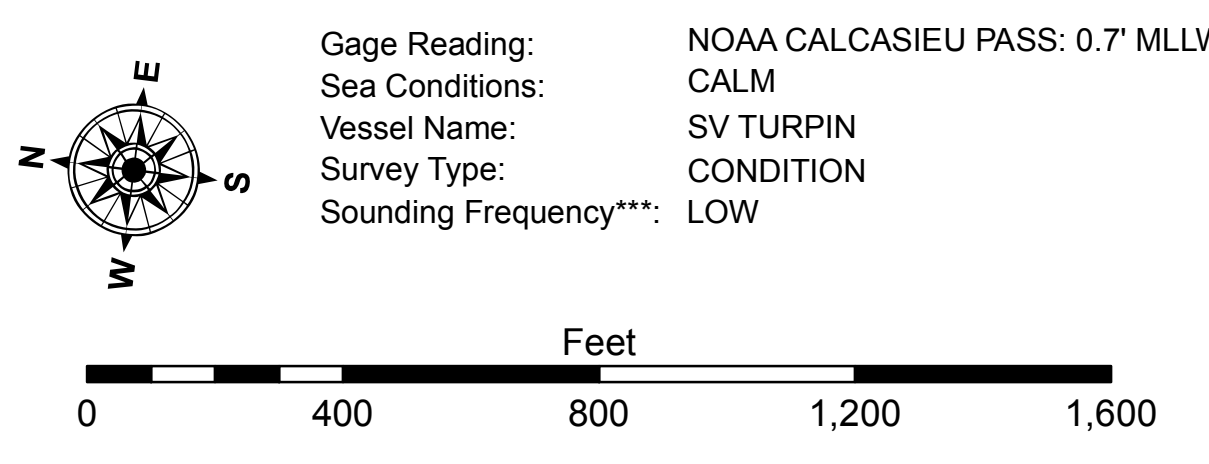 E
N
S
W
Gage Reading: NOAA CALCASIEU PASS: 0.7' MLLW
Sea Conditions: CALM
Vessel Name: SV TURPIN
Survey Type: CONDITION
Sounding Frequency***: LOW
Feet
0 400 800 1,200 1,600